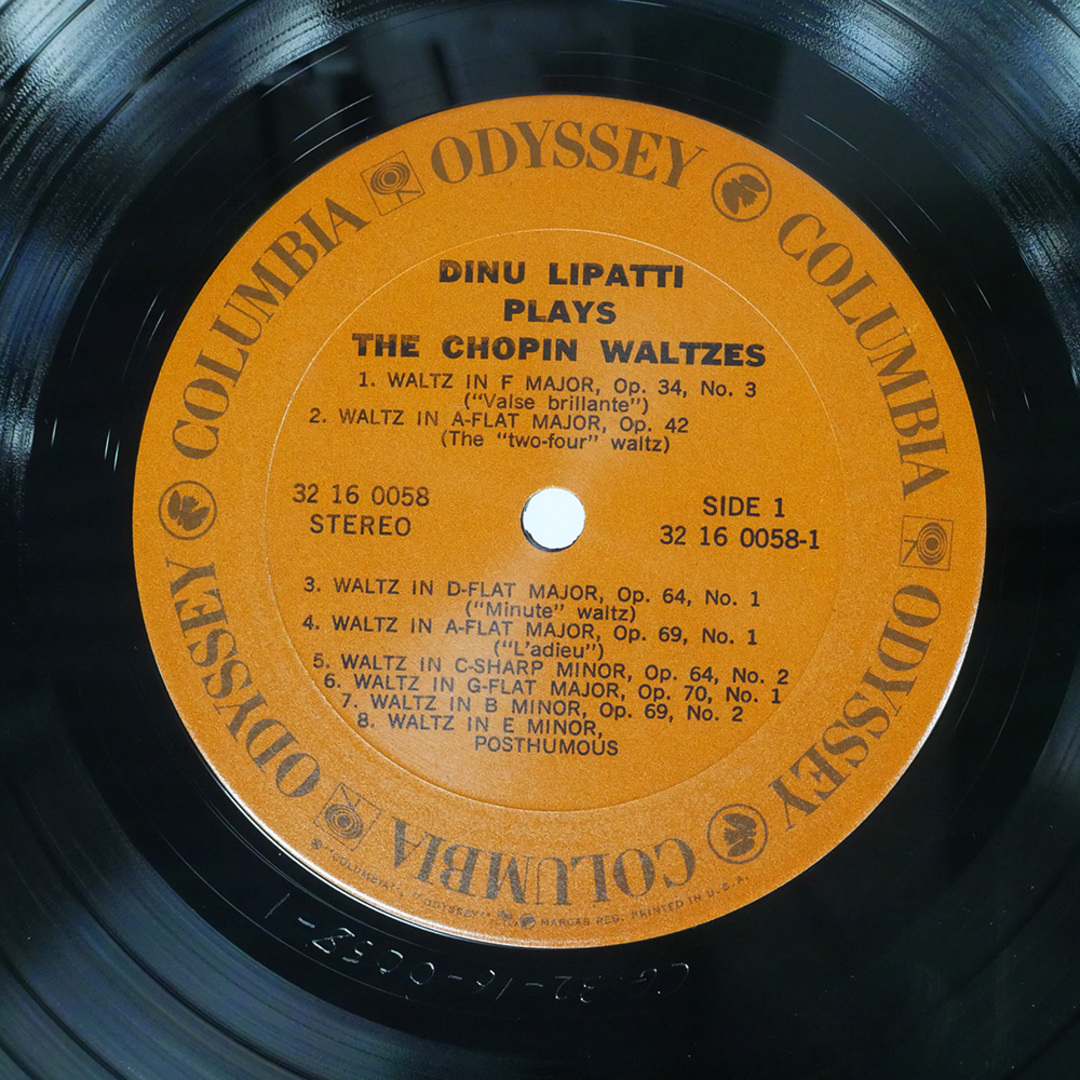 COLUMBIA ODYSSEY COLUMBIA ODYSSEY COLUMBIA ODYSSEY
DINU LIPATTI
PLAYS
THE CHOPIN WALTZES
1. WALTZ IN F MAJOR, Op. 34, No. 3
("Valse brillante")
2. WALTZ IN A-FLAT MAJOR, Op. 42
(The "two-four" waltz)
32 16 0058
STEREO
SIDE 1
32 16 0058-1
3. WALTZ IN D-FLAT MAJOR, Op. 64, No. 1
("Minute" waltz)
4. WALTZ IN A-FLAT MAJOR, Op. 69, No. 1
("L'adieu")
5. WALTZ IN C-SHARP MINOR, Op. 64, No. 2
6. WALTZ IN G-FLAT MAJOR, Op. 70, No. 1
7. WALTZ IN B MINOR, Op. 69, No. 2
8. WALTZ IN E MINOR,
POSTHUMOUS
® "COLUMBIA", "ODYSSEY", MARCAS REG. PRINTED IN U.S.A.